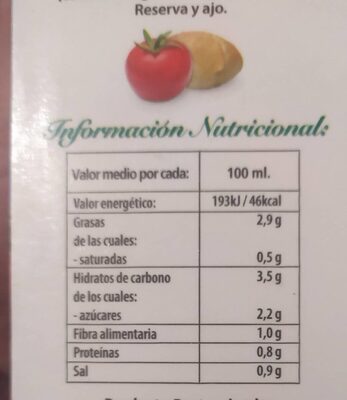 Reserva y ajo.
Información Nutricional:
Valor medio por cada: 100 ml.
Valor energético: 193kJ / 46kcal
Grasas 2,9 g
de las cuales:
- saturadas 0,5 g
Hidratos de carbono 3,5 g
de los cuales:
- azúcares 2,2 g
Fibra alimentaria 1,0 g
Proteínas 0,8 g
Sal 0,9 g